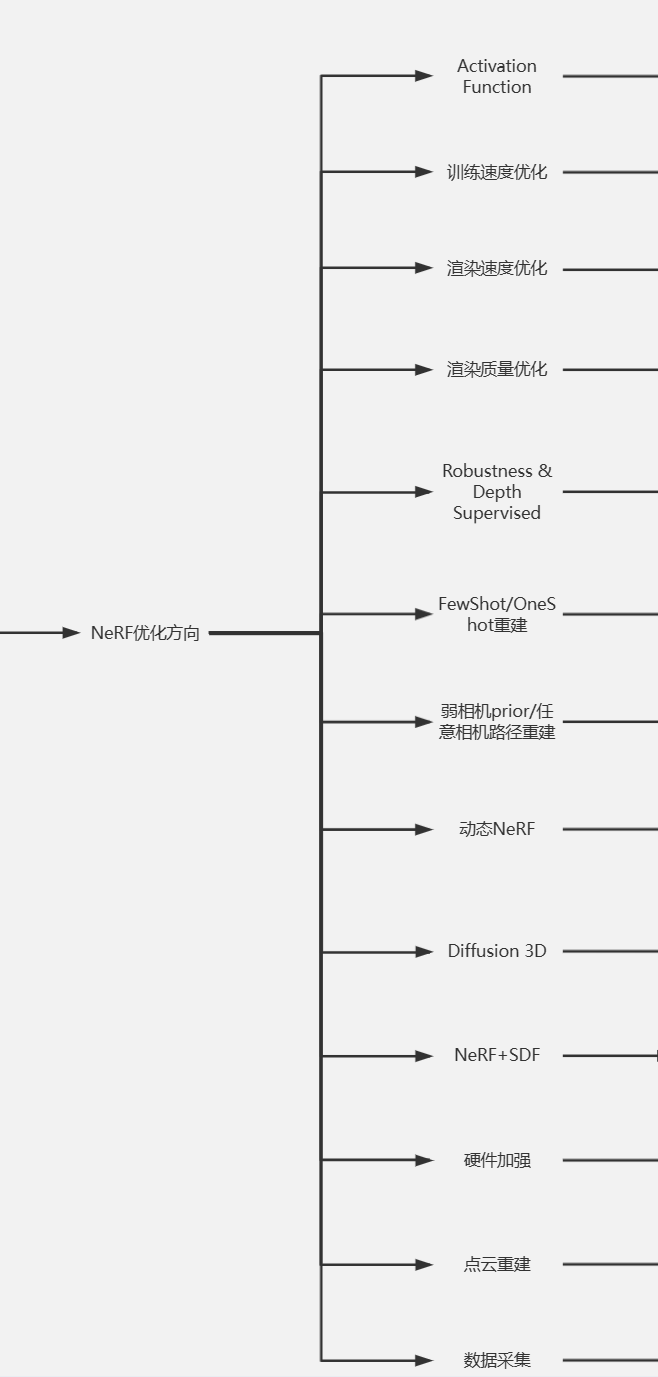 Activation
Function
训练速度优化
渲染速度优化
渲染质量优化
Robustness &
Depth
Supervised
FewShot/OneS
hot重建
NeRF优化方向
弱相机prior/任
意相机路径重建
动态NeRF
Diffusion 3D
NeRF+SDF
硬件加强
点云重建
数据采集